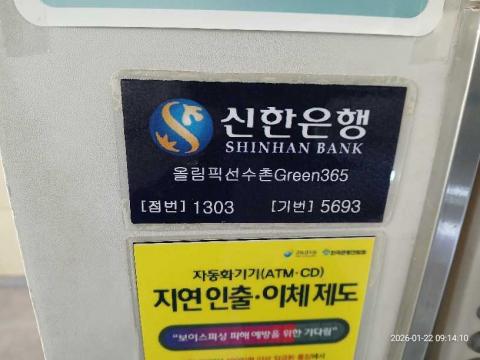 신한은행
SHINHAN BANK
올림픽선수촌Green365
[점번] 1303 [기번] 5693
자동화기기(ATM·CD)
지연 인출·이체 제도
"보이스피싱 피해 예방을 위한 기다림"
2026-01-22 09:14:10